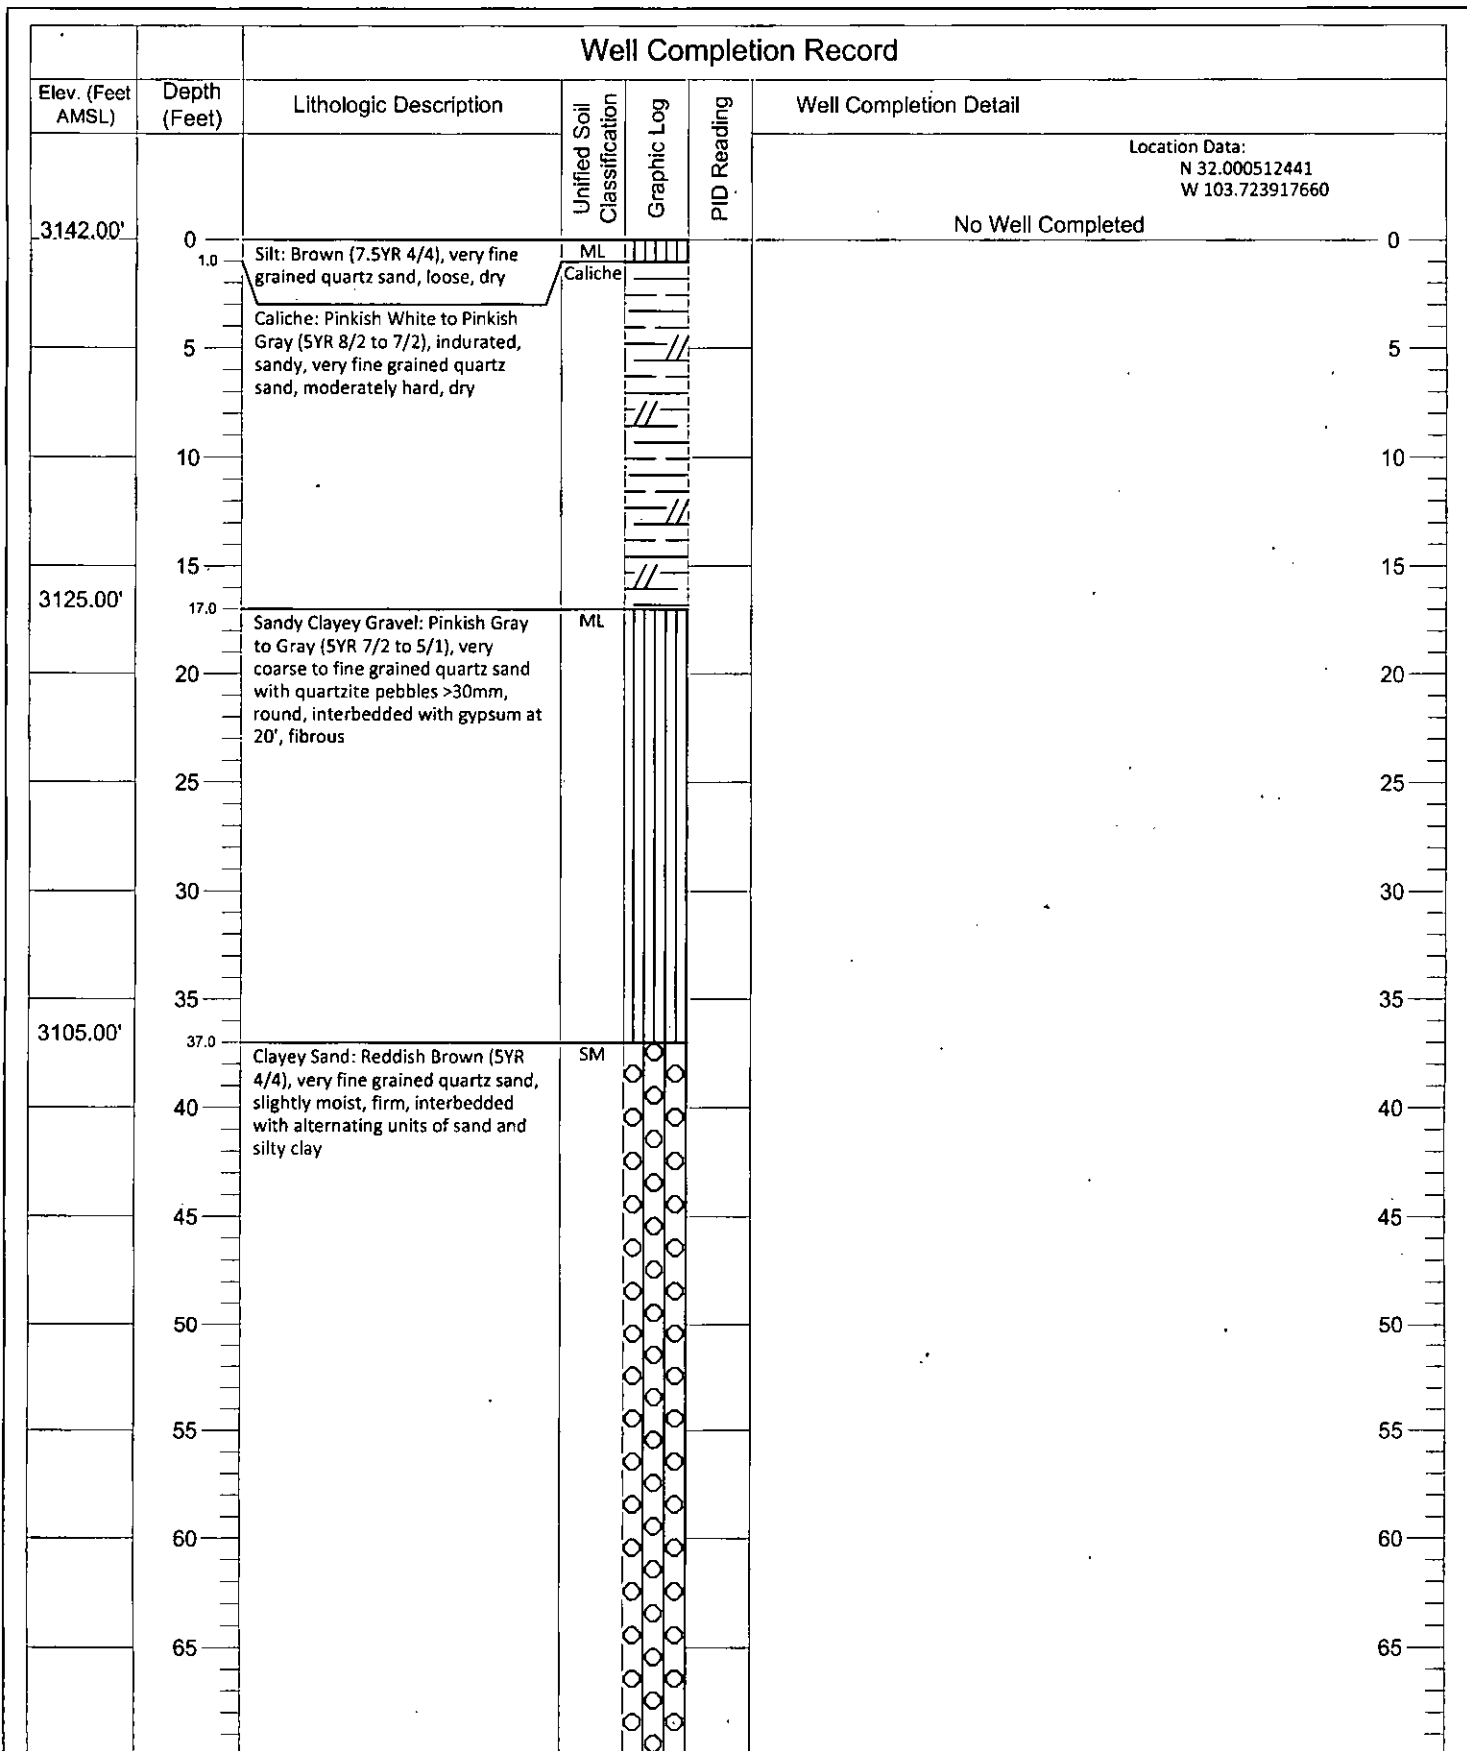 Well Completion Record
Elev. (Feet AMSL)
Depth (Feet)
Lithologic Description
Unified Soil Classification
Graphic Log
PID Reading
Well Completion Detail
Location Data:
N 32.000512441
W 103.723917660
No Well Completed
3142.00'
0
0
1.0
Silt: Brown (7.5YR 4/4), very fine
grained quartz sand, loose, dry
ML
Caliche
Caliche: Pinkish White to Pinkish
Gray (5YR 8/2 to 7/2), indurated,
sandy, very fine grained quartz
sand, moderately hard, dry
5
5
10
10
15
15
3125.00'
17.0
Sandy Clayey Gravel: Pinkish Gray
to Gray (5YR 7/2 to 5/1), very
coarse to fine grained quartz sand
with quartzite pebbles >30mm,
round, interbedded with gypsum at
20', fibrous
ML
20
20
25
25
30
30
35
35
3105.00'
37.0
Clayey Sand: Reddish Brown (5YR
4/4), very fine grained quartz sand,
slightly moist, firm, interbedded
with alternating units of sand and
silty clay
SM
40
40
45
45
50
50
55
55
60
60
65
65